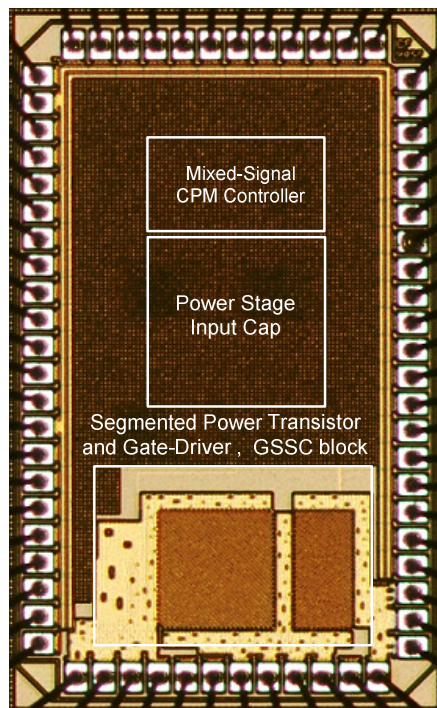 Mixed-Signal
CPM Controller
Power Stage
Input Cap
Segmented Power Transistor
and Gate-Driver , GSSC block